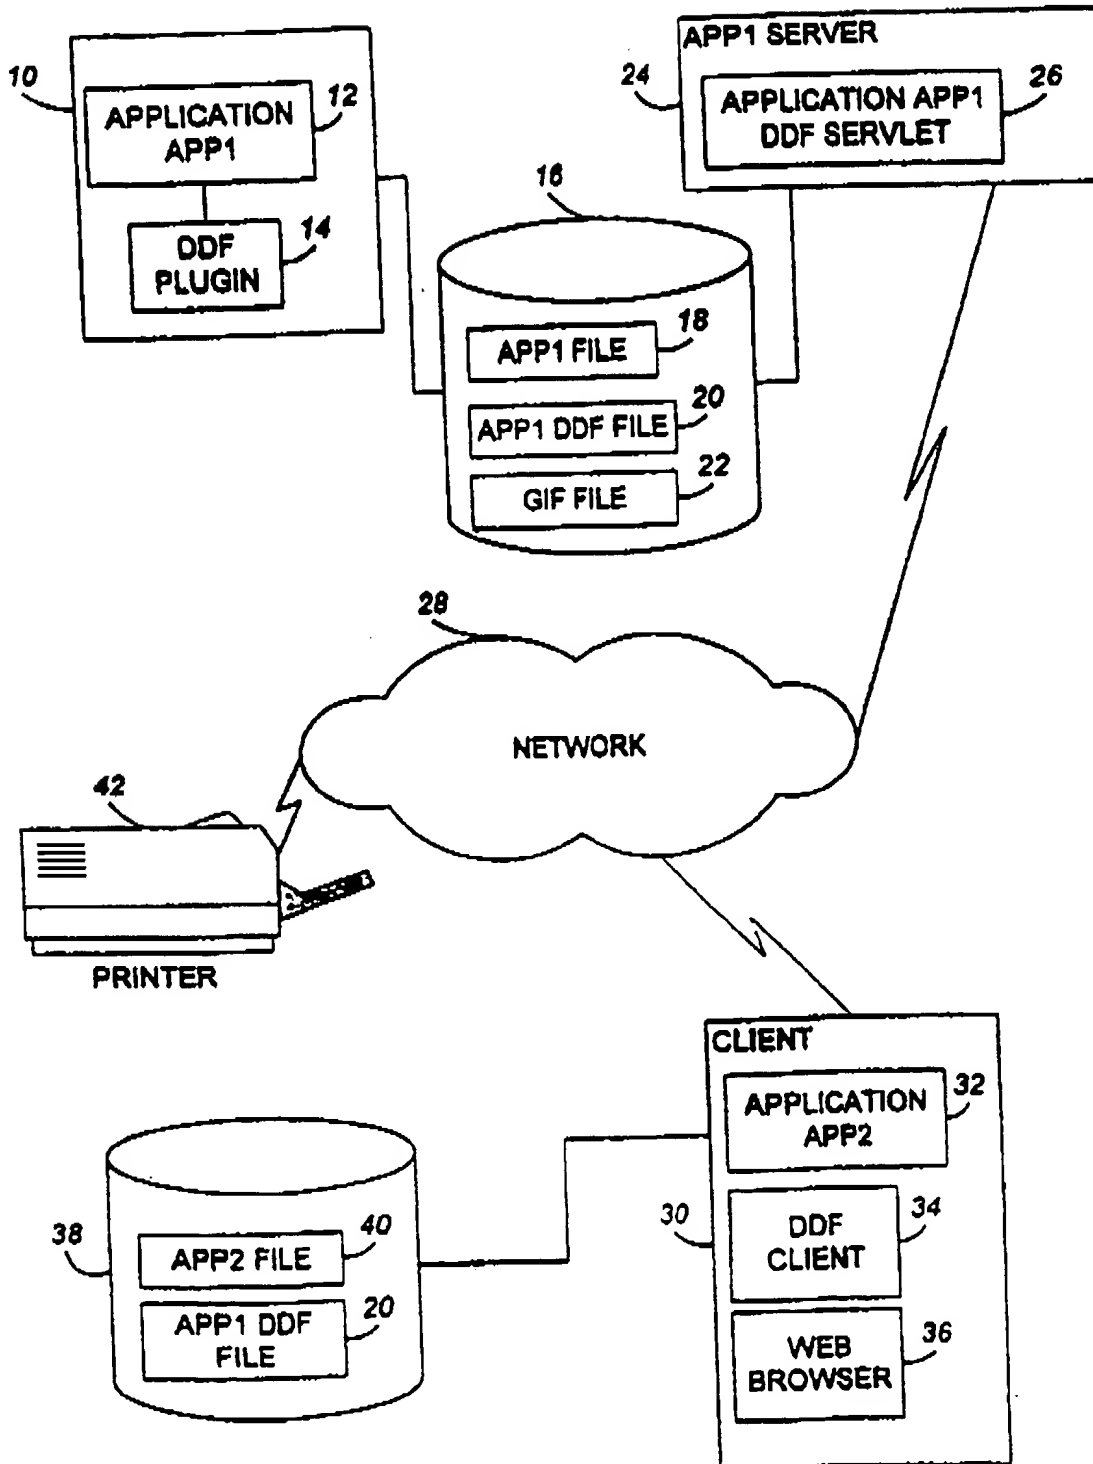 10
APPLICATION
APP1
12
DDF
PLUGIN
14
APP1 SERVER
24
APPLICATION APP1
DDF SERVLET
26
16
APP1 FILE
18
APP1 DDF FILE
20
GIF FILE
22
28
NETWORK
42
PRINTER
CLIENT
APPLICATION
APP2
32
30
DDF
CLIENT
34
WEB
BROWSER
36
38
APP2 FILE
40
APP1 DDF
FILE
20